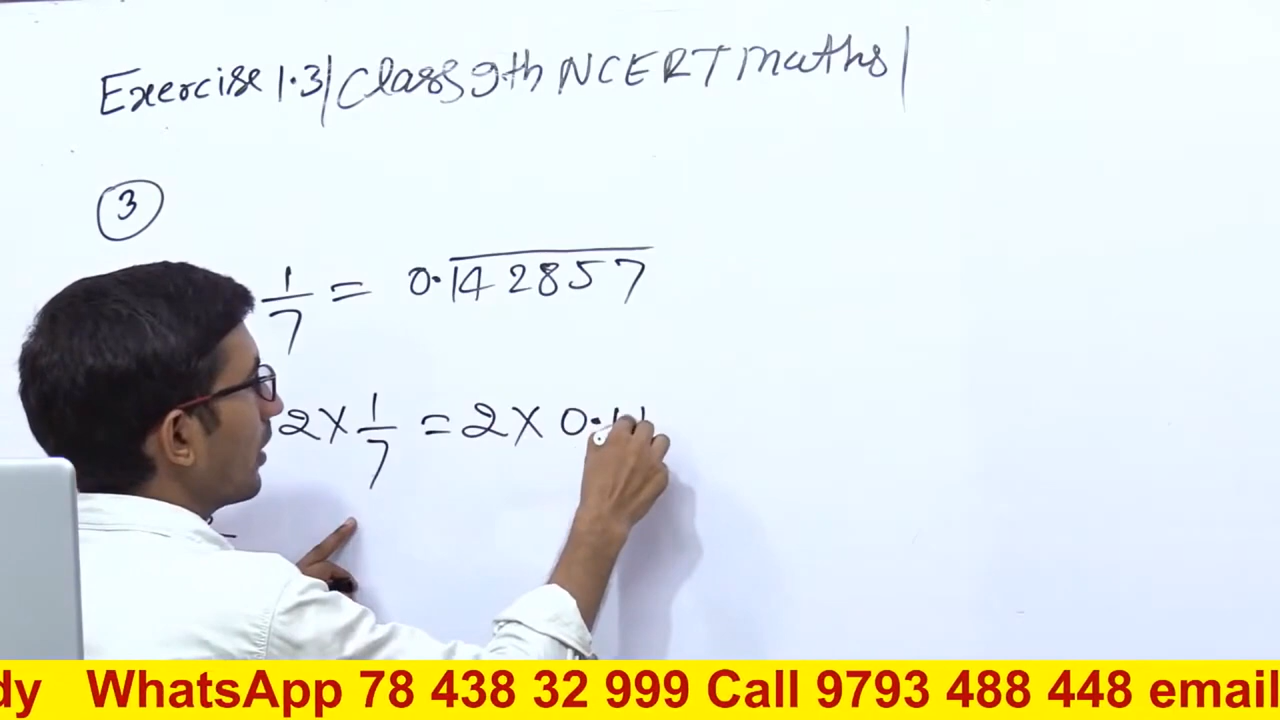 Exercise 1.3|Class 9th NCERT Maths|
3
1/7 = 0.142857
2 X 1/7 = 2 X 0.14
dy WhatsApp 78 438 32 999 Call 9793 488 448 email